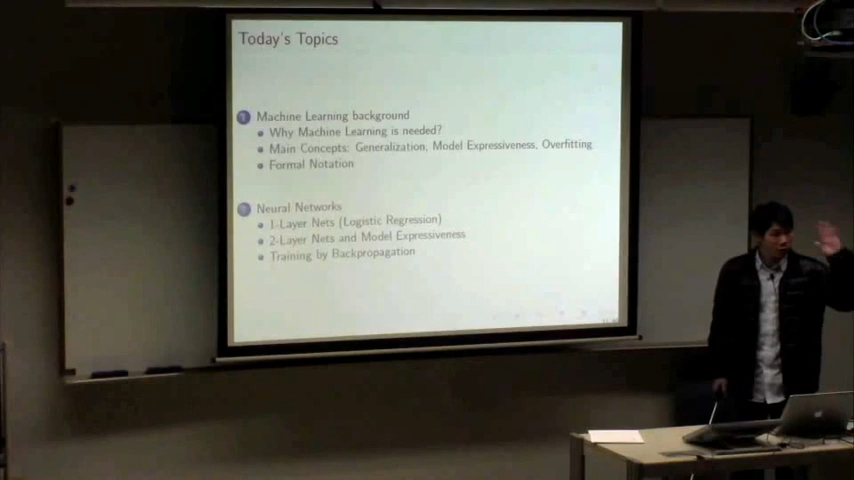 Today's Topics
1 Machine Learning background
Why Machine Learning is needed?
Main Concepts: Generalization, Model Expressiveness, Overfitting
Formal Notation
2 Neural Networks
1-Layer Nets (Logistic Regression)
2-Layer Nets and Model Expressiveness
Training by Backpropagation